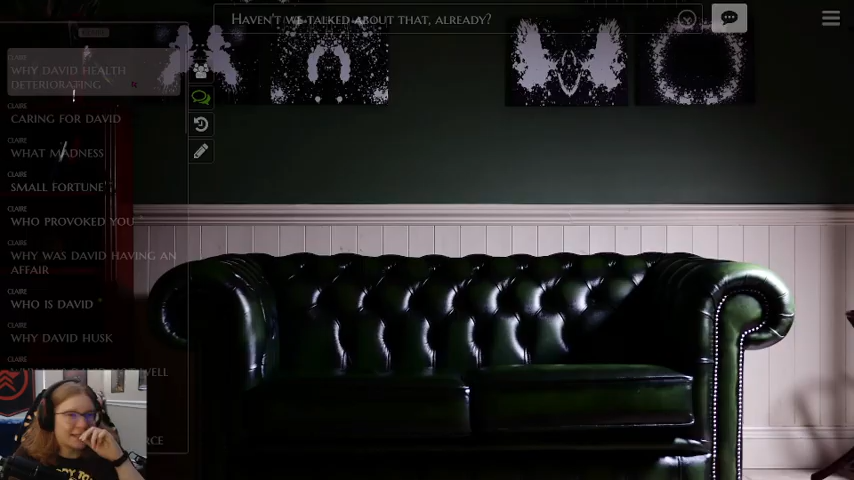 Haven't we talked about that, already?
CLAIRE
WHY DAVID HEALTH
DETERIORATING
CLAIRE
CARING FOR DAVID
CLAIRE
WHAT MADNESS
CLAIRE
SMALL FORTUNE
CLAIRE
WHO PROVOKED YOU
CLAIRE
WHY WAS DAVID HAVING AN
AFFAIR
CLAIRE
WHO IS DAVID *
CLAIRE
WHY DAVID HUSK